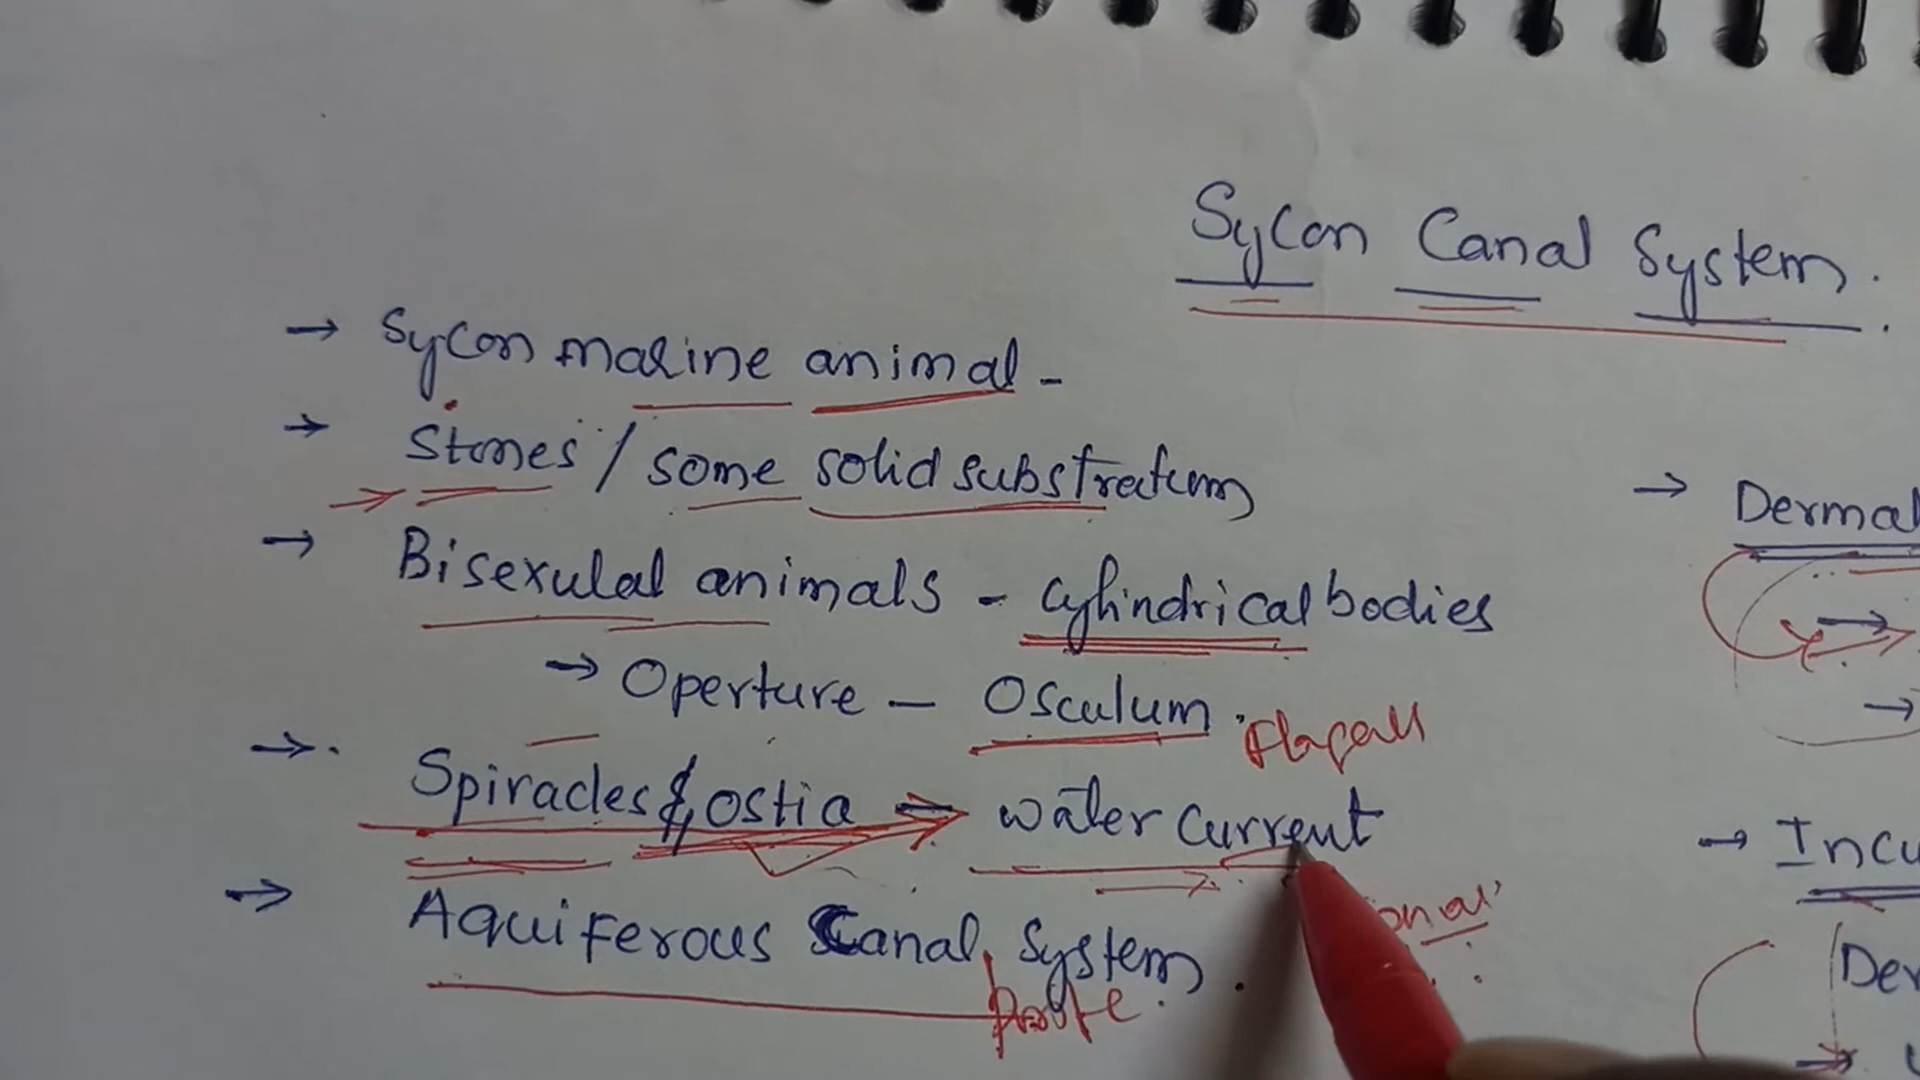 Sycon Canal System.
→ Sycon marine animal -
→ Stones / some solid substratum
→ Bisexulal animals - cylindrical bodies
→ Operture - Osculum.
→ Spiracles & ostia → water current
→ Aquiferous Canal System.
→ Dermal
→ Incu
Der